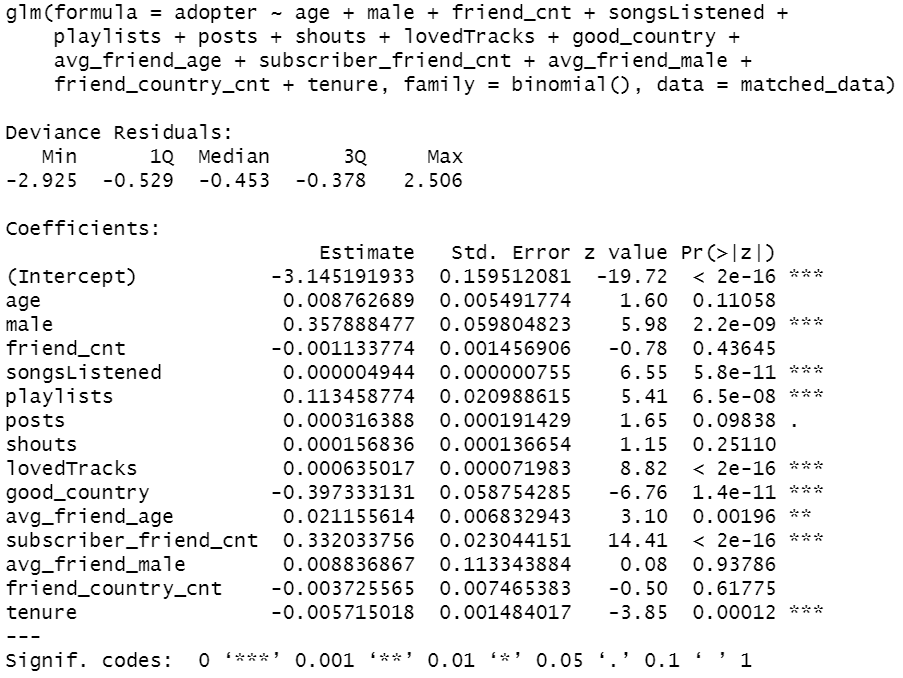 glm(formula = adopter ~ age + male + friend_cnt + songsListened +
    playlists + posts + shouts + lovedTracks + good_country +
    avg_friend_age + subscriber_friend_cnt + avg_friend_male +
    friend_country_cnt + tenure, family = binomial(), data = matched_data)

Deviance Residuals:
   Min      1Q  Median      3Q     Max
-2.925  -0.529  -0.453  -0.378   2.506

Coefficients:
                         Estimate   Std. Error z value Pr(>|z|)
(Intercept)          -3.145191933  0.159512081  -19.72  < 2e-16 ***
age                   0.008762689  0.005491774    1.60  0.11058
male                  0.357888477  0.059804823    5.98  2.2e-09 ***
friend_cnt           -0.001133774  0.001456906   -0.78  0.43645
songsListened         0.000004944  0.000000755    6.55  5.8e-11 ***
playlists             0.113458774  0.020988615    5.41  6.5e-08 ***
posts                 0.000316388  0.000191429    1.65  0.09838 .
shouts                0.000156836  0.000136654    1.15  0.25110
lovedTracks           0.000635017  0.000071983    8.82  < 2e-16 ***
good_country         -0.397333131  0.058754285   -6.76  1.4e-11 ***
avg_friend_age        0.021155614  0.006832943    3.10  0.00196 **
subscriber_friend_cnt 0.332033756  0.023044151   14.41  < 2e-16 ***
avg_friend_male       0.008836867  0.113343884    0.08  0.93786
friend_country_cnt   -0.003725565  0.007465383   -0.50  0.61775
tenure               -0.005715018  0.001484017   -3.85  0.00012 ***
---
Signif. codes:  0 ‘***’ 0.001 ‘**’ 0.01 ‘*’ 0.05 ‘.’ 0.1 ‘ ’ 1